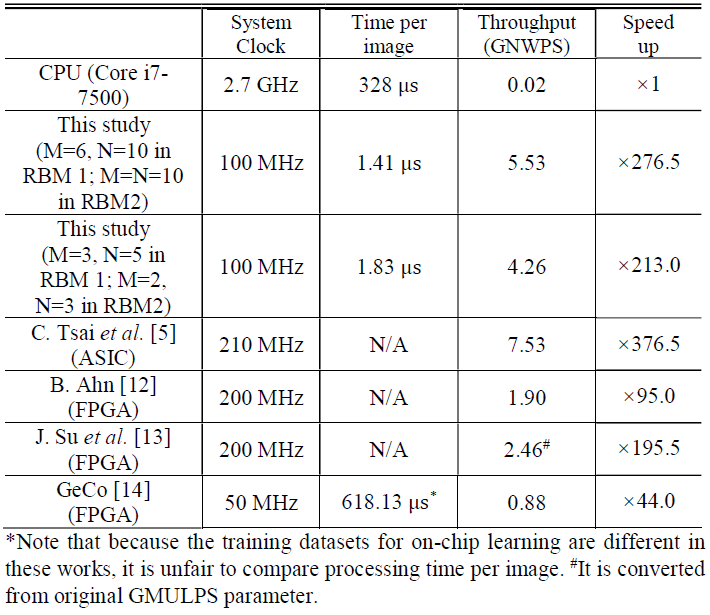 System Clock Time per image Throughput (GNWPS) Speed up
CPU (Core i7-
7500) 2.7 GHz 328 μs 0.02 ×1
This study
(M=6, N=10 in
RBM 1; M=N=10
in RBM2) 100 MHz 1.41 μs 5.53 ×276.5
This study
(M=3, N=5 in
RBM 1; M=2,
N=3 in RBM2) 100 MHz 1.83 μs 4.26 ×213.0
C. Tsai et al. [5]
(ASIC) 210 MHz N/A 7.53 ×376.5
B. Ahn [12]
(FPGA) 200 MHz N/A 1.90 ×95.0
J. Su et al. [13]
(FPGA) 200 MHz N/A 2.46# ×195.5
GeCo [14]
(FPGA) 50 MHz 618.13 μs* 0.88 ×44.0
*Note that because the training datasets for on-chip learning are different in
these works, it is unfair to compare processing time per image. #It is converted
from original GMULPS parameter.